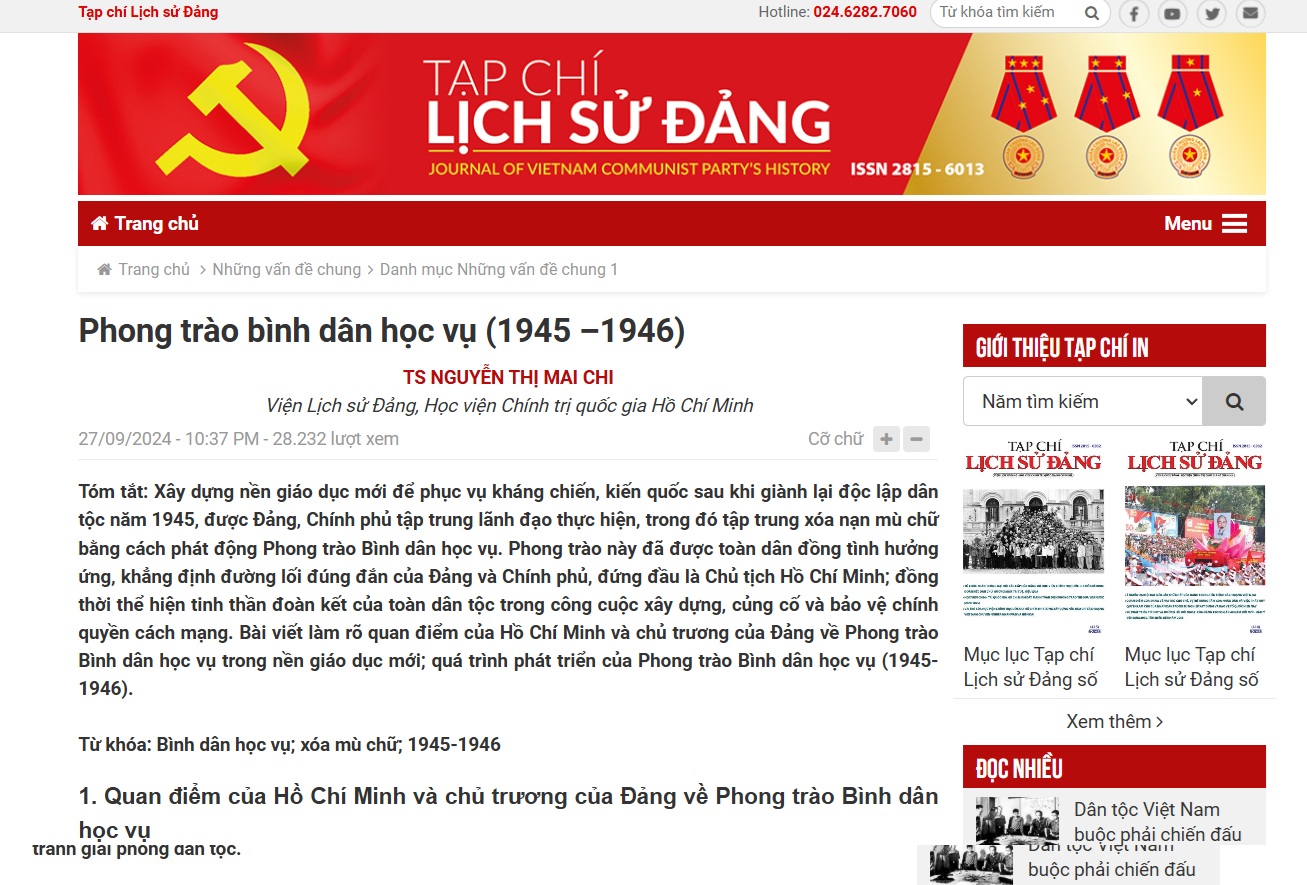 Tạp chí Lịch sử Đảng
Hotline: 024.6282.7060
Từ khóa tìm kiếm
TẠP CHÍ
LỊCH SỬ ĐẢNG
JOURNAL OF VIETNAM COMMUNIST PARTY'S HISTORY
ISSN 2815 - 6013
Trang chủ
Menu
Trang chủ > Những vấn đề chung > Danh mục Những vấn đề chung 1
Phong trào bình dân học vụ (1945 –1946)
TS NGUYỄN THỊ MAI CHI
Viện Lịch sử Đảng, Học viện Chính trị quốc gia Hồ Chí Minh
27/09/2024 - 10:37 PM - 28.232 lượt xem
Cỡ chữ + −
Tóm tắt: Xây dựng nền giáo dục mới để phục vụ kháng chiến, kiến quốc sau khi giành lại độc lập dân
tộc năm 1945, được Đảng, Chính phủ tập trung lãnh đạo thực hiện, trong đó tập trung xóa nạn mù chữ
bằng cách phát động Phong trào Bình dân học vụ. Phong trào này đã được toàn dân đồng tình hưởng
ứng, khẳng định đường lối đúng đắn của Đảng và Chính phủ, đứng đầu là Chủ tịch Hồ Chí Minh; đồng
thời thể hiện tinh thần đoàn kết của toàn dân tộc trong công cuộc xây dựng, củng cố và bảo vệ chính
quyền cách mạng. Bài viết làm rõ quan điểm của Hồ Chí Minh và chủ trương của Đảng về Phong trào
Bình dân học vụ trong nền giáo dục mới; quá trình phát triển của Phong trào Bình dân học vụ (1945-
1946).
Từ khóa: Bình dân học vụ; xóa mù chữ; 1945-1946
1. Quan điểm của Hồ Chí Minh và chủ trương của Đảng về Phong trào Bình dân
học vụ
tranh giải phóng dân tộc.
GIỚI THIỆU TẠP CHÍ IN
Năm tìm kiếm
TẠP CHÍ
LỊCH SỬ ĐẢNG
TẠP CHÍ
LỊCH SỬ ĐẢNG
Mục lục Tạp chí
Lịch sử Đảng số
Mục lục Tạp chí
Lịch sử Đảng số
Xem thêm >
ĐỌC NHIỀU
Dân tộc Việt Nam
buộc phải chiến đấu
Dân tộc Việt Nam
buộc phải chiến đấu